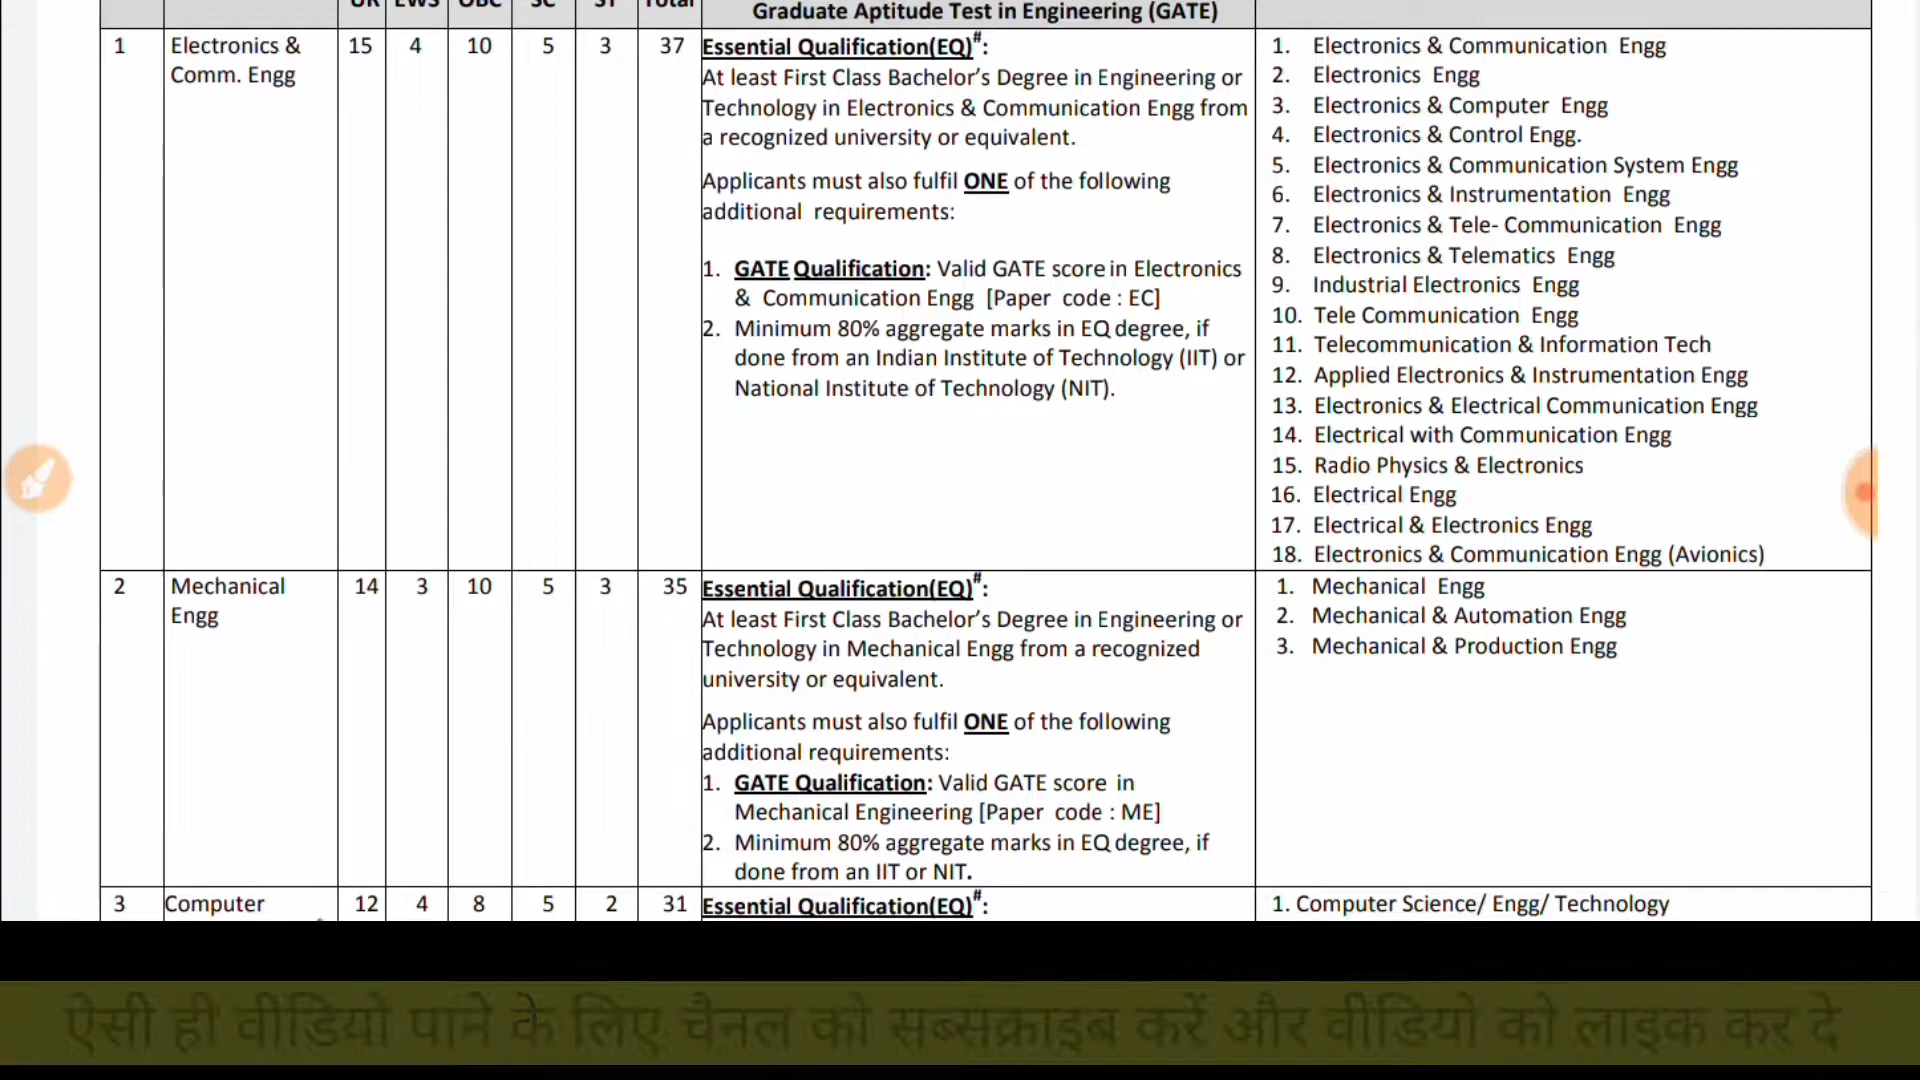 UR EWS OBC SC ST Total
Graduate Aptitude Test in Engineering (GATE)
1 Electronics & 15 4 10 5 3 37 Essential Qualification(EQ)#:
Comm. Engg
At least First Class Bachelor's Degree in Engineering or
Technology in Electronics & Communication Engg from
a recognized university or equivalent.
Applicants must also fulfil ONE of the following
additional requirements:
1. GATE Qualification: Valid GATE score in Electronics
& Communication Engg [Paper code : EC]
2. Minimum 80% aggregate marks in EQ degree, if
done from an Indian Institute of Technology (IIT) or
National Institute of Technology (NIT).
1. Electronics & Communication Engg
2. Electronics Engg
3. Electronics & Computer Engg
4. Electronics & Control Engg.
5. Electronics & Communication System Engg
6. Electronics & Instrumentation Engg
7. Electronics & Tele- Communication Engg
8. Electronics & Telematics Engg
9. Industrial Electronics Engg
10. Tele Communication Engg
11. Telecommunication & Information Tech
12. Applied Electronics & Instrumentation Engg
13. Electronics & Electrical Communication Engg
14. Electrical with Communication Engg
15. Radio Physics & Electronics
16. Electrical Engg
17. Electrical & Electronics Engg
18. Electronics & Communication Engg (Avionics)
2 Mechanical 14 3 10 5 3 35 Essential Qualification(EQ)#:
Engg
At least First Class Bachelor's Degree in Engineering or
Technology in Mechanical Engg from a recognized
university or equivalent.
Applicants must also fulfil ONE of the following
additional requirements:
1. GATE Qualification: Valid GATE score in
Mechanical Engineering [Paper code : ME]
2. Minimum 80% aggregate marks in EQ degree, if
done from an IIT or NIT.
1. Mechanical Engg
2. Mechanical & Automation Engg
3. Mechanical & Production Engg
3 Computer 12 4 8 5 2 31 Essential Qualification(EQ)#:
1. Computer Science/ Engg/ Technology
ऐसी ही वीडियो पाने के लिए चैनल को सब्सक्राइब करें और वीडियो को लाइक कर दे